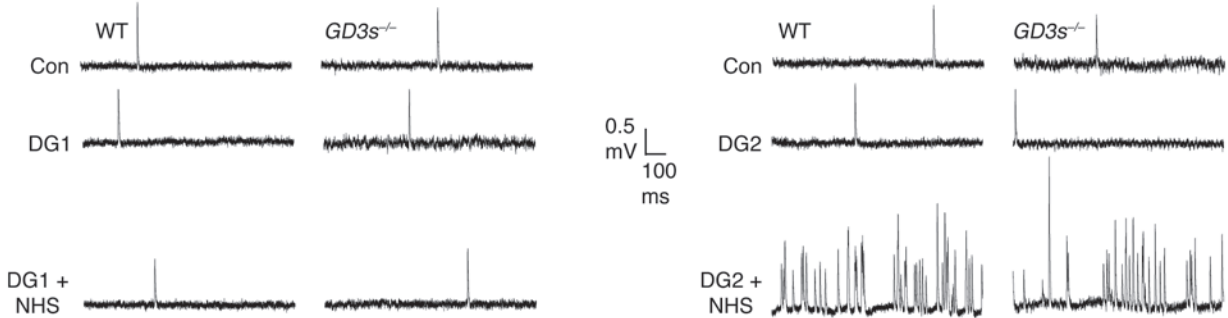 WT GD3s–/– WT GD3s–/–
Con Con
DG1 DG2
0.5
mV
100
ms
DG1 +
NHS
DG2 +
NHS